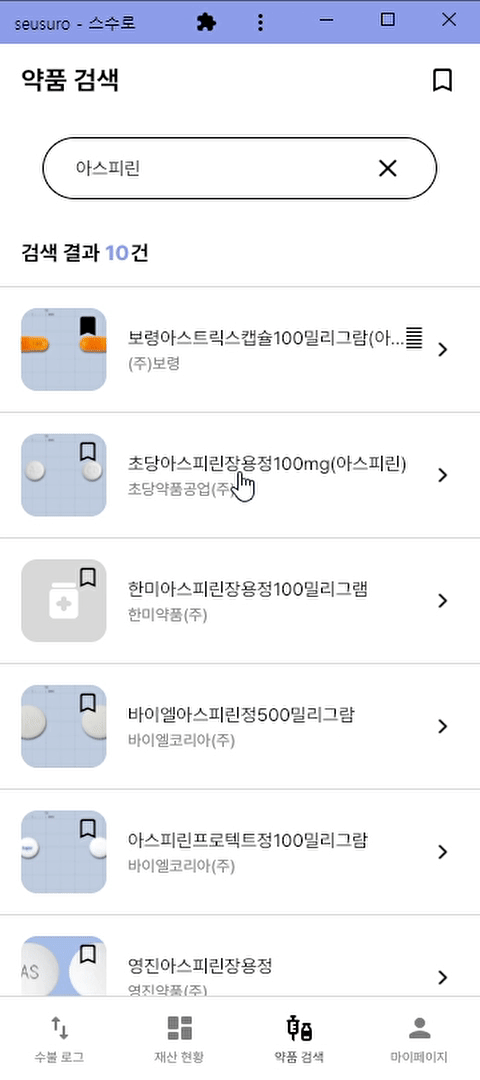 seusuro - 스수로
약품 검색
아스피린
검색 결과 10건
보령아스트릭스캡슐100밀리그람(아...
(주)보령
초당아스피린장용정100mg(아스피린)
초당약품공업(주)
한미아스피린장용정100밀리그램
한미약품(주)
바이엘아스피린정500밀리그람
바이엘코리아(주)
아스피린프로텍트정100밀리그람
바이엘코리아(주)
AS
영진아스피린장용정
영진약품(주)
수불 로그
재산 현황
약품 검색
마이페이지